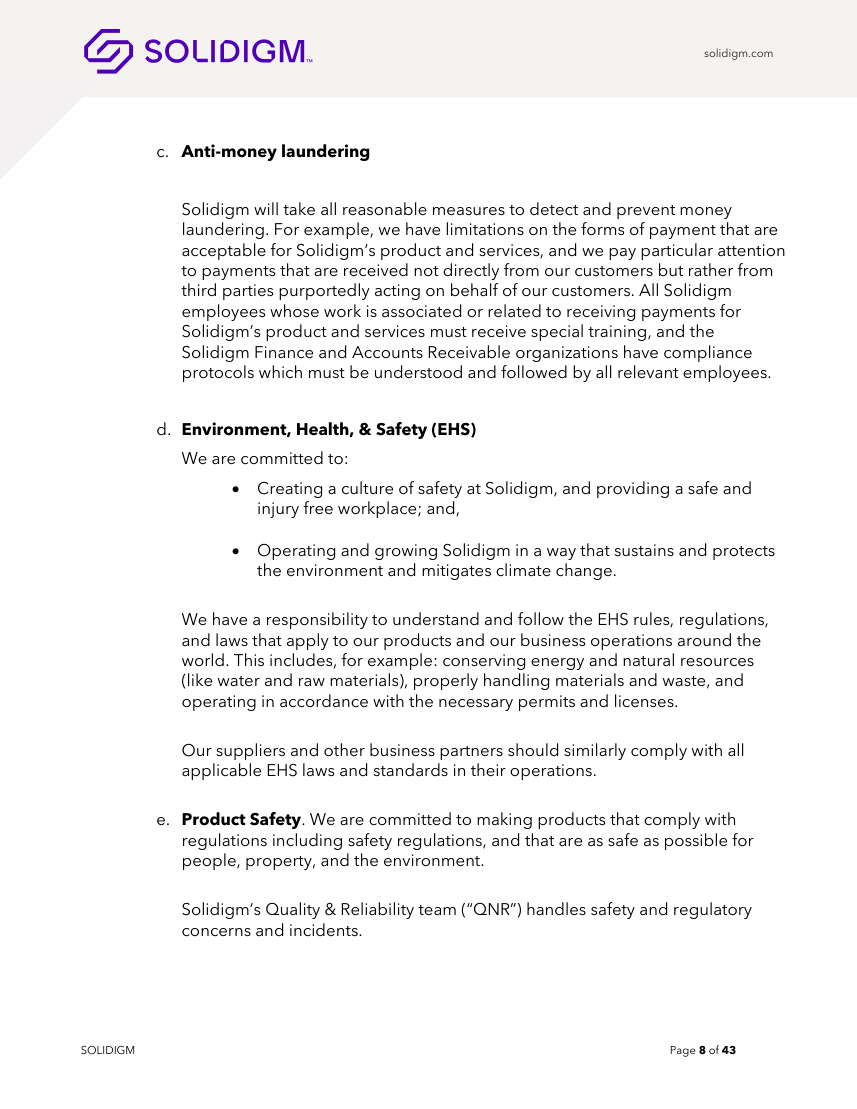 SOLIDIGM™
solidigm.com
c. Anti-money laundering
Solidigm will take all reasonable measures to detect and prevent money
laundering. For example, we have limitations on the forms of payment that are
acceptable for Solidigm’s product and services, and we pay particular attention
to payments that are received not directly from our customers but rather from
third parties purportedly acting on behalf of our customers. All Solidigm
employees whose work is associated or related to receiving payments for
Solidigm’s product and services must receive special training, and the
Solidigm Finance and Accounts Receivable organizations have compliance
protocols which must be understood and followed by all relevant employees.
d. Environment, Health, & Safety (EHS)
We are committed to:
• Creating a culture of safety at Solidigm, and providing a safe and
injury free workplace; and,
• Operating and growing Solidigm in a way that sustains and protects
the environment and mitigates climate change.
We have a responsibility to understand and follow the EHS rules, regulations,
and laws that apply to our products and our business operations around the
world. This includes, for example: conserving energy and natural resources
(like water and raw materials), properly handling materials and waste, and
operating in accordance with the necessary permits and licenses.
Our suppliers and other business partners should similarly comply with all
applicable EHS laws and standards in their operations.
e. Product Safety. We are committed to making products that comply with
regulations including safety regulations, and that are as safe as possible for
people, property, and the environment.
Solidigm’s Quality & Reliability team (“QNR”) handles safety and regulatory
concerns and incidents.
SOLIDIGM
Page 8 of 43